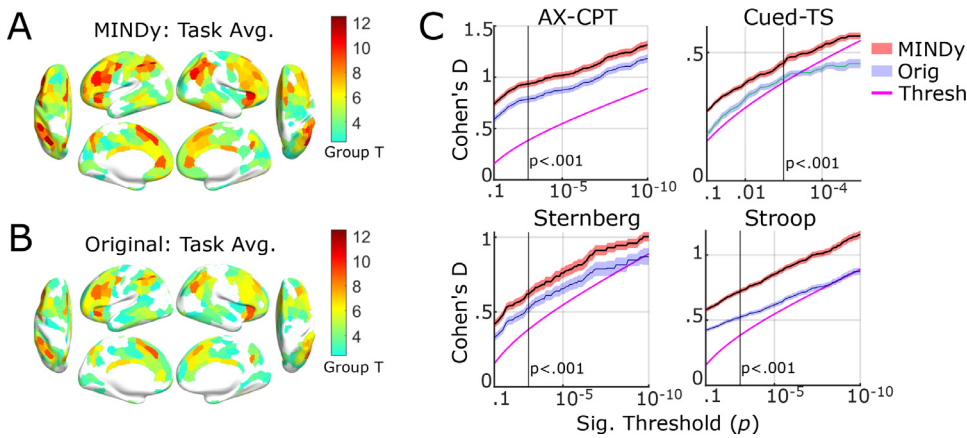 A
MINDy: Task Avg.
12
10
8
6
4
Group T
B
Original: Task Avg.
12
10
8
6
4
Group T
C
AX-CPT
Cohen's D
1.5
1
.5
0
p<.001
.1
10-5
10-10
Cued-TS
.5
0
p<.001
.1
.01
10-4
MINDy
Orig
Thresh
Sternberg
Cohen's D
1
0.5
0
p<.001
.1
10-5
10-10
Stroop
1
.5
0
p<.001
.1
10-5
10-10
Sig. Threshold (p)